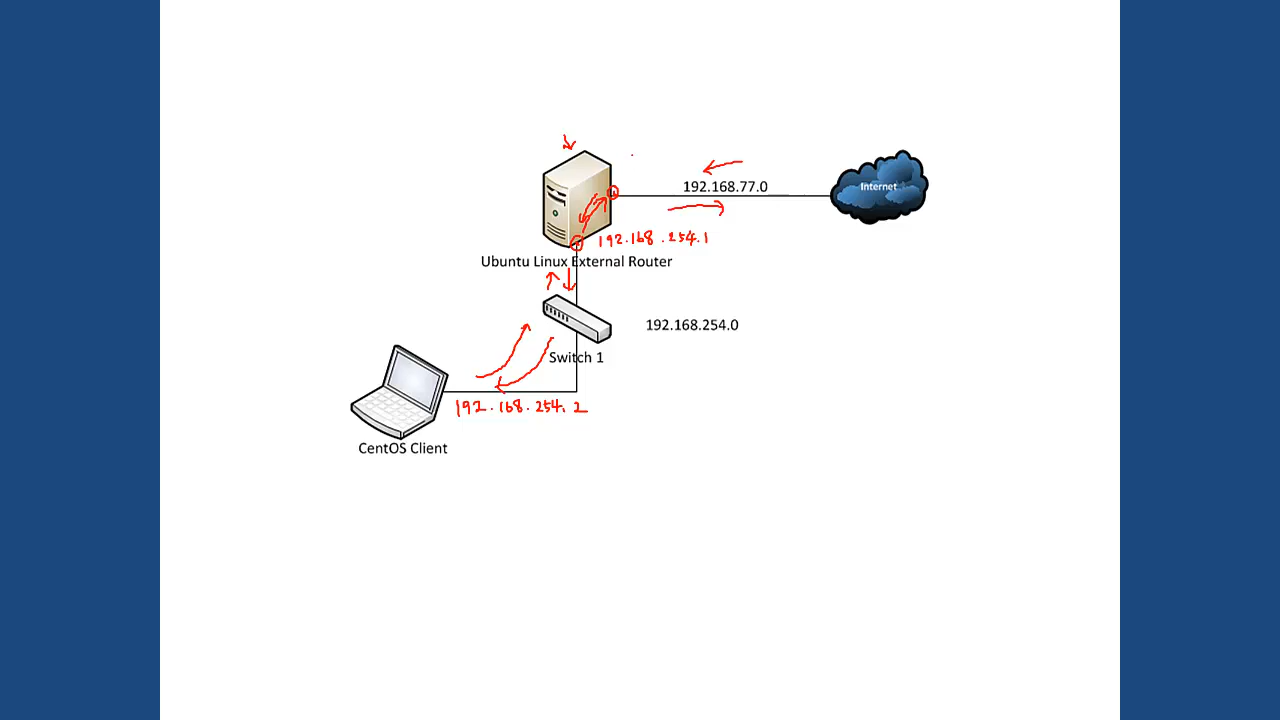 192.168.77.0
Internet
192.168.254.1
Ubuntu Linux External Router
192.168.254.0
Switch 1
192.168.254.2
CentOS Client